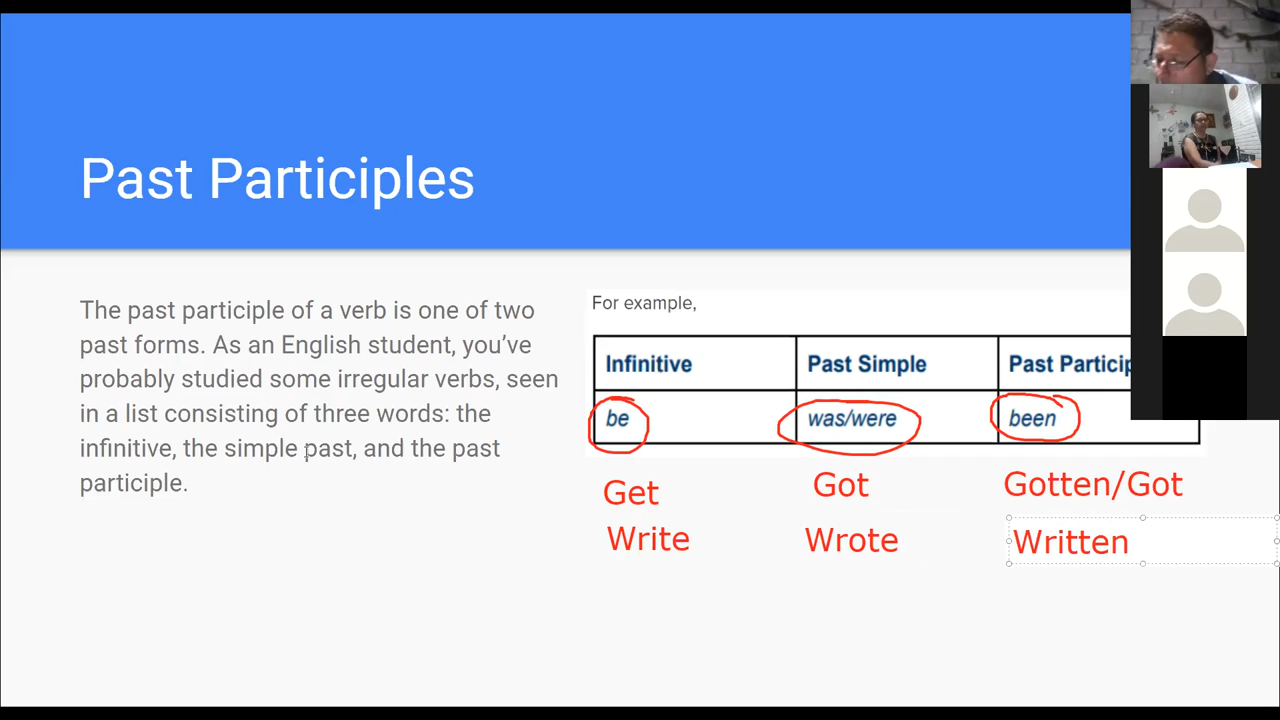 Past Participles
The past participle of a verb is one of two
past forms. As an English student, you’ve
probably studied some irregular verbs, seen
in a list consisting of three words: the
infinitive, the simple past, and the past
participle.
For example,
Infinitive Past Simple Past Particip
be was/were been
Get Got Gotten/Got
Write Wrote Written